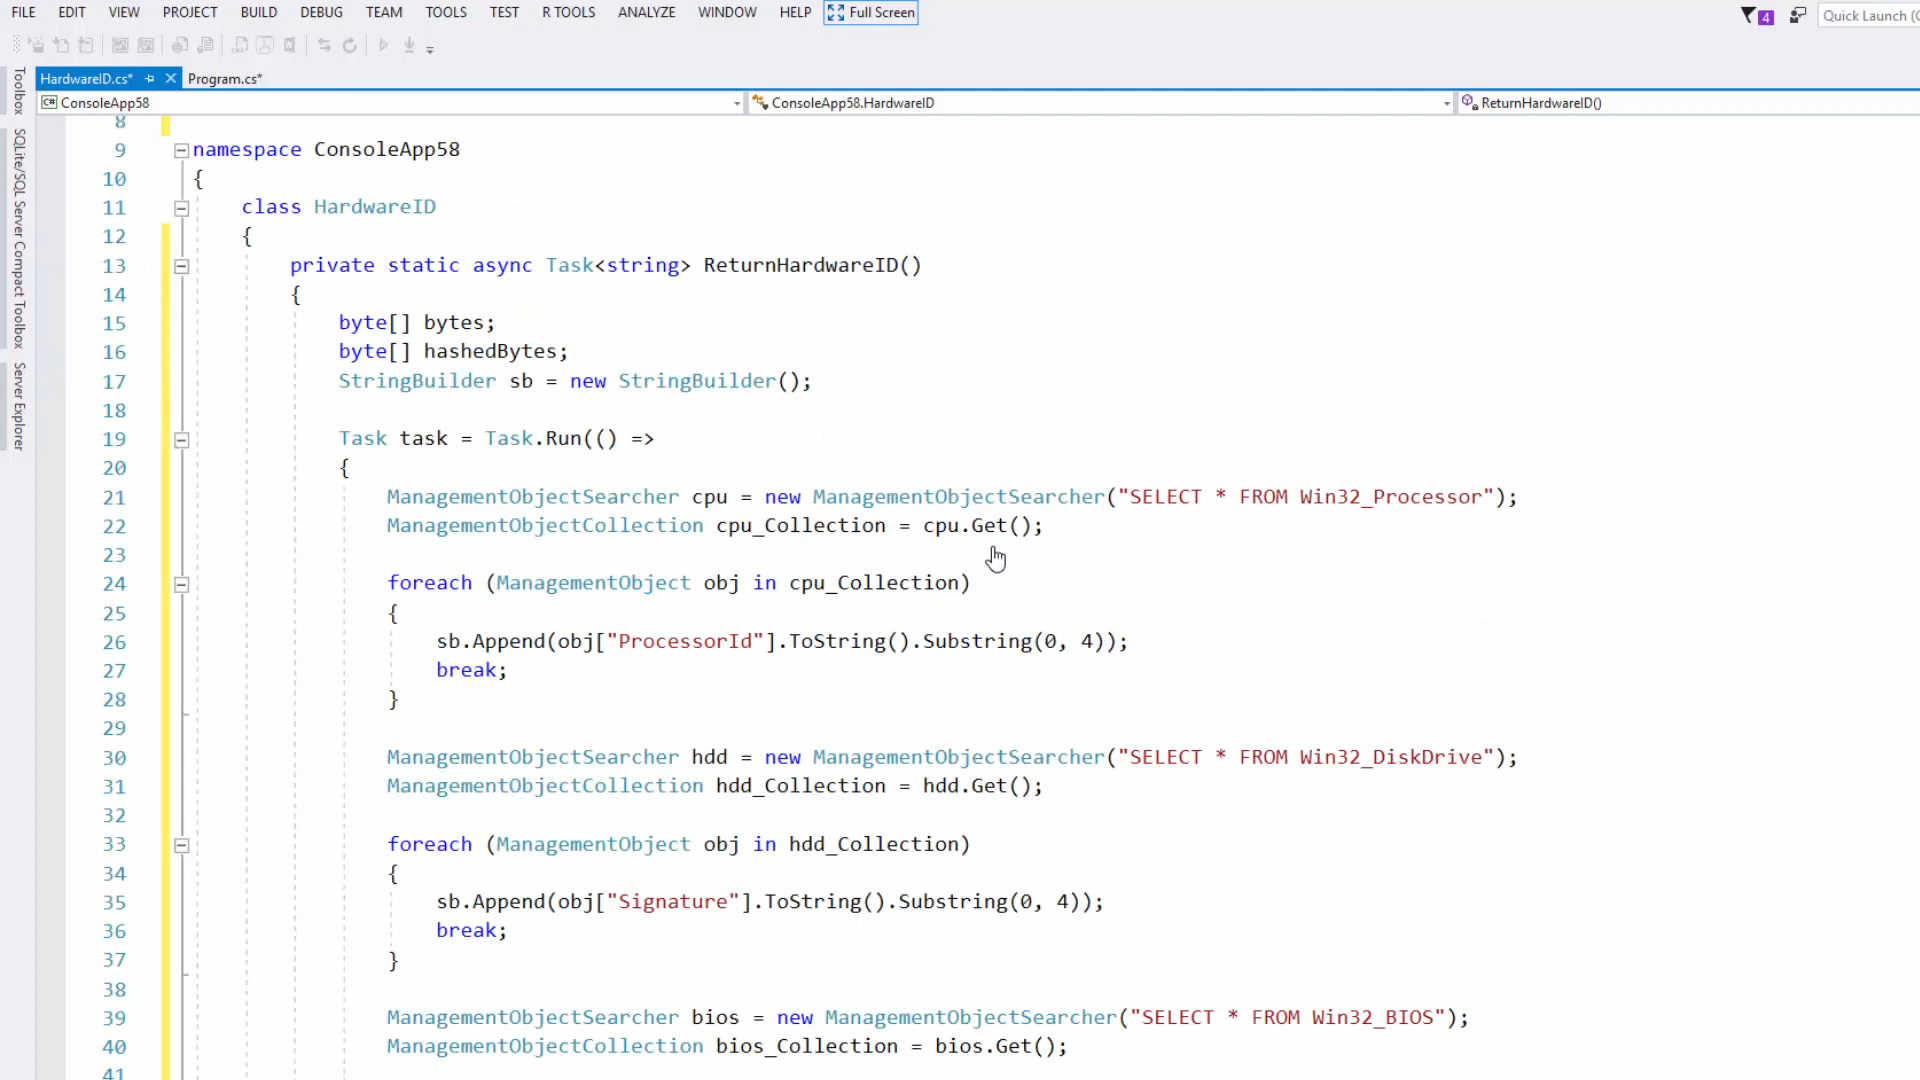 FILE EDIT VIEW PROJECT BUILD DEBUG TEAM TOOLS TEST R TOOLS ANALYZE WINDOW HELP Full Screen 4 Quick Launch (
HardwareID.cs* Program.cs*
C# ConsoleApp58 ConsoleApp58.HardwareID ReturnHardwareID()
Toolbox
SQLite/SQL Server Compact Toolbox
Server Explorer
8
9 namespace ConsoleApp58
10 {
11 class HardwareID
12 {
13 private static async Task<string> ReturnHardwareID()
14 {
15 byte[] bytes;
16 byte[] hashedBytes;
17 StringBuilder sb = new StringBuilder();
18
19 Task task = Task.Run(() =>
20 {
21 ManagementObjectSearcher cpu = new ManagementObjectSearcher("SELECT * FROM Win32_Processor");
22 ManagementObjectCollection cpu_Collection = cpu.Get();
23
24 foreach (ManagementObject obj in cpu_Collection)
25 {
26 sb.Append(obj["ProcessorId"].ToString().Substring(0, 4));
27 break;
28 }
29
30 ManagementObjectSearcher hdd = new ManagementObjectSearcher("SELECT * FROM Win32_DiskDrive");
31 ManagementObjectCollection hdd_Collection = hdd.Get();
32
33 foreach (ManagementObject obj in hdd_Collection)
34 {
35 sb.Append(obj["Signature"].ToString().Substring(0, 4));
36 break;
37 }
38
39 ManagementObjectSearcher bios = new ManagementObjectSearcher("SELECT * FROM Win32_BIOS");
40 ManagementObjectCollection bios_Collection = bios.Get();
41